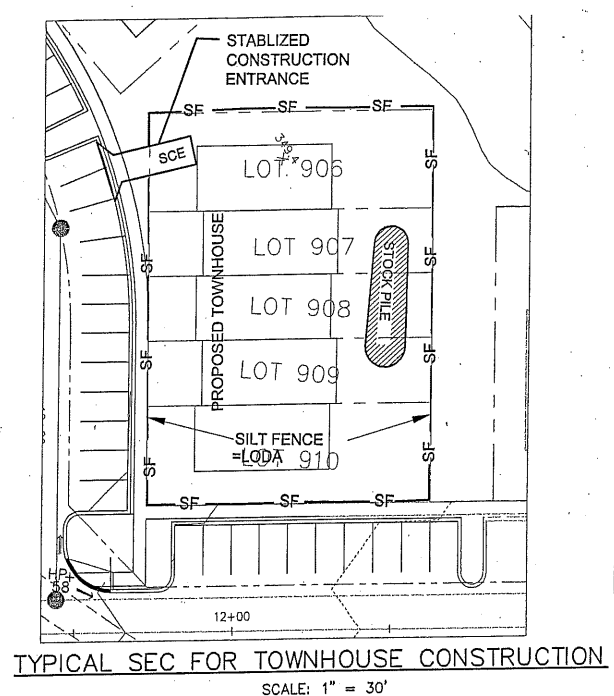 STABLIZED
CONSTRUCTION
ENTRANCE
SF SF SF
SCE
SF
LOT 906
LOT 907
PROPOSED TOWNHOUSE
STOCK PILE
SF
SF
LOT 908
SF
SF
LOT 909
SILT FENCE
=LODA
LOT 910
SF
SF
SF SF SF
HP
58
12+00
TYPICAL SEC FOR TOWNHOUSE CONSTRUCTION
SCALE: 1" = 30'